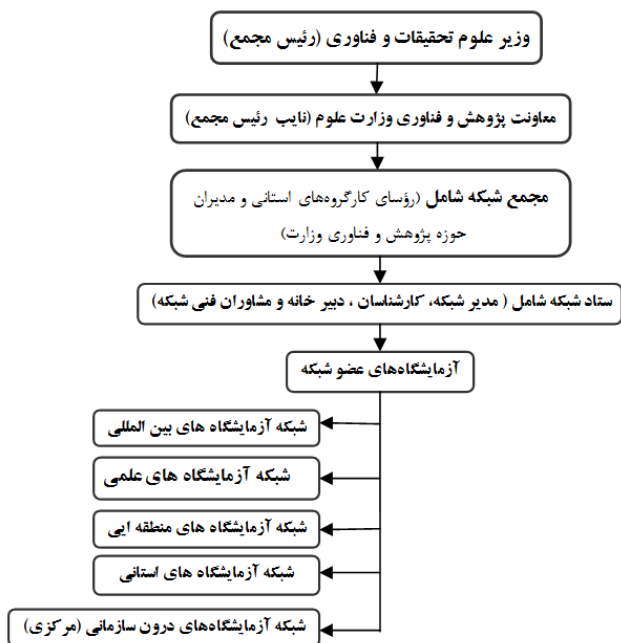 وزیر علوم تحقیقات و فناوری (رئیس مجمع)
معاونت پژوهش و فناوری وزارت علوم (نایب رئیس مجمع)
مجمع شبکه شامل (رؤسای کارگروه‌های استانی و مدیران
حوزه پژوهش و فناوری وزارت)
ستاد شبکه شامل ( مدیر شبکه، کارشناسان ، دبیر خانه و مشاوران فنی شبکه)
آزمایشگاه‌های عضو شبکه
شبکه آزمایشگاه های بین المللی
شبکه آزمایشگاه های علمی
شبکه آزمایشگاه های منطقه ایی
شبکه آزمایشگاه های استانی
شبکه آزمایشگاه‌های درون سازمانی (مرکزی)